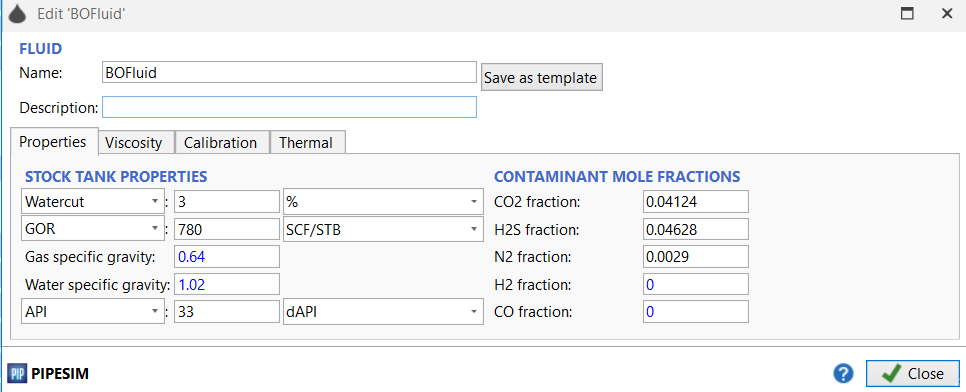 Edit 'BOFluid'
FLUID
Name: BOFluid Save as template
Description:
Properties Viscosity Calibration Thermal
STOCK TANK PROPERTIES CONTAMINANT MOLE FRACTIONS
Watercut : 3 % CO2 fraction: 0.04124
GOR : 780 SCF/STB H2S fraction: 0.04628
Gas specific gravity: 0.64 N2 fraction: 0.0029
Water specific gravity: 1.02 H2 fraction: 0
API : 33 dAPI CO fraction: 0
PIP PIPESIM ? Close